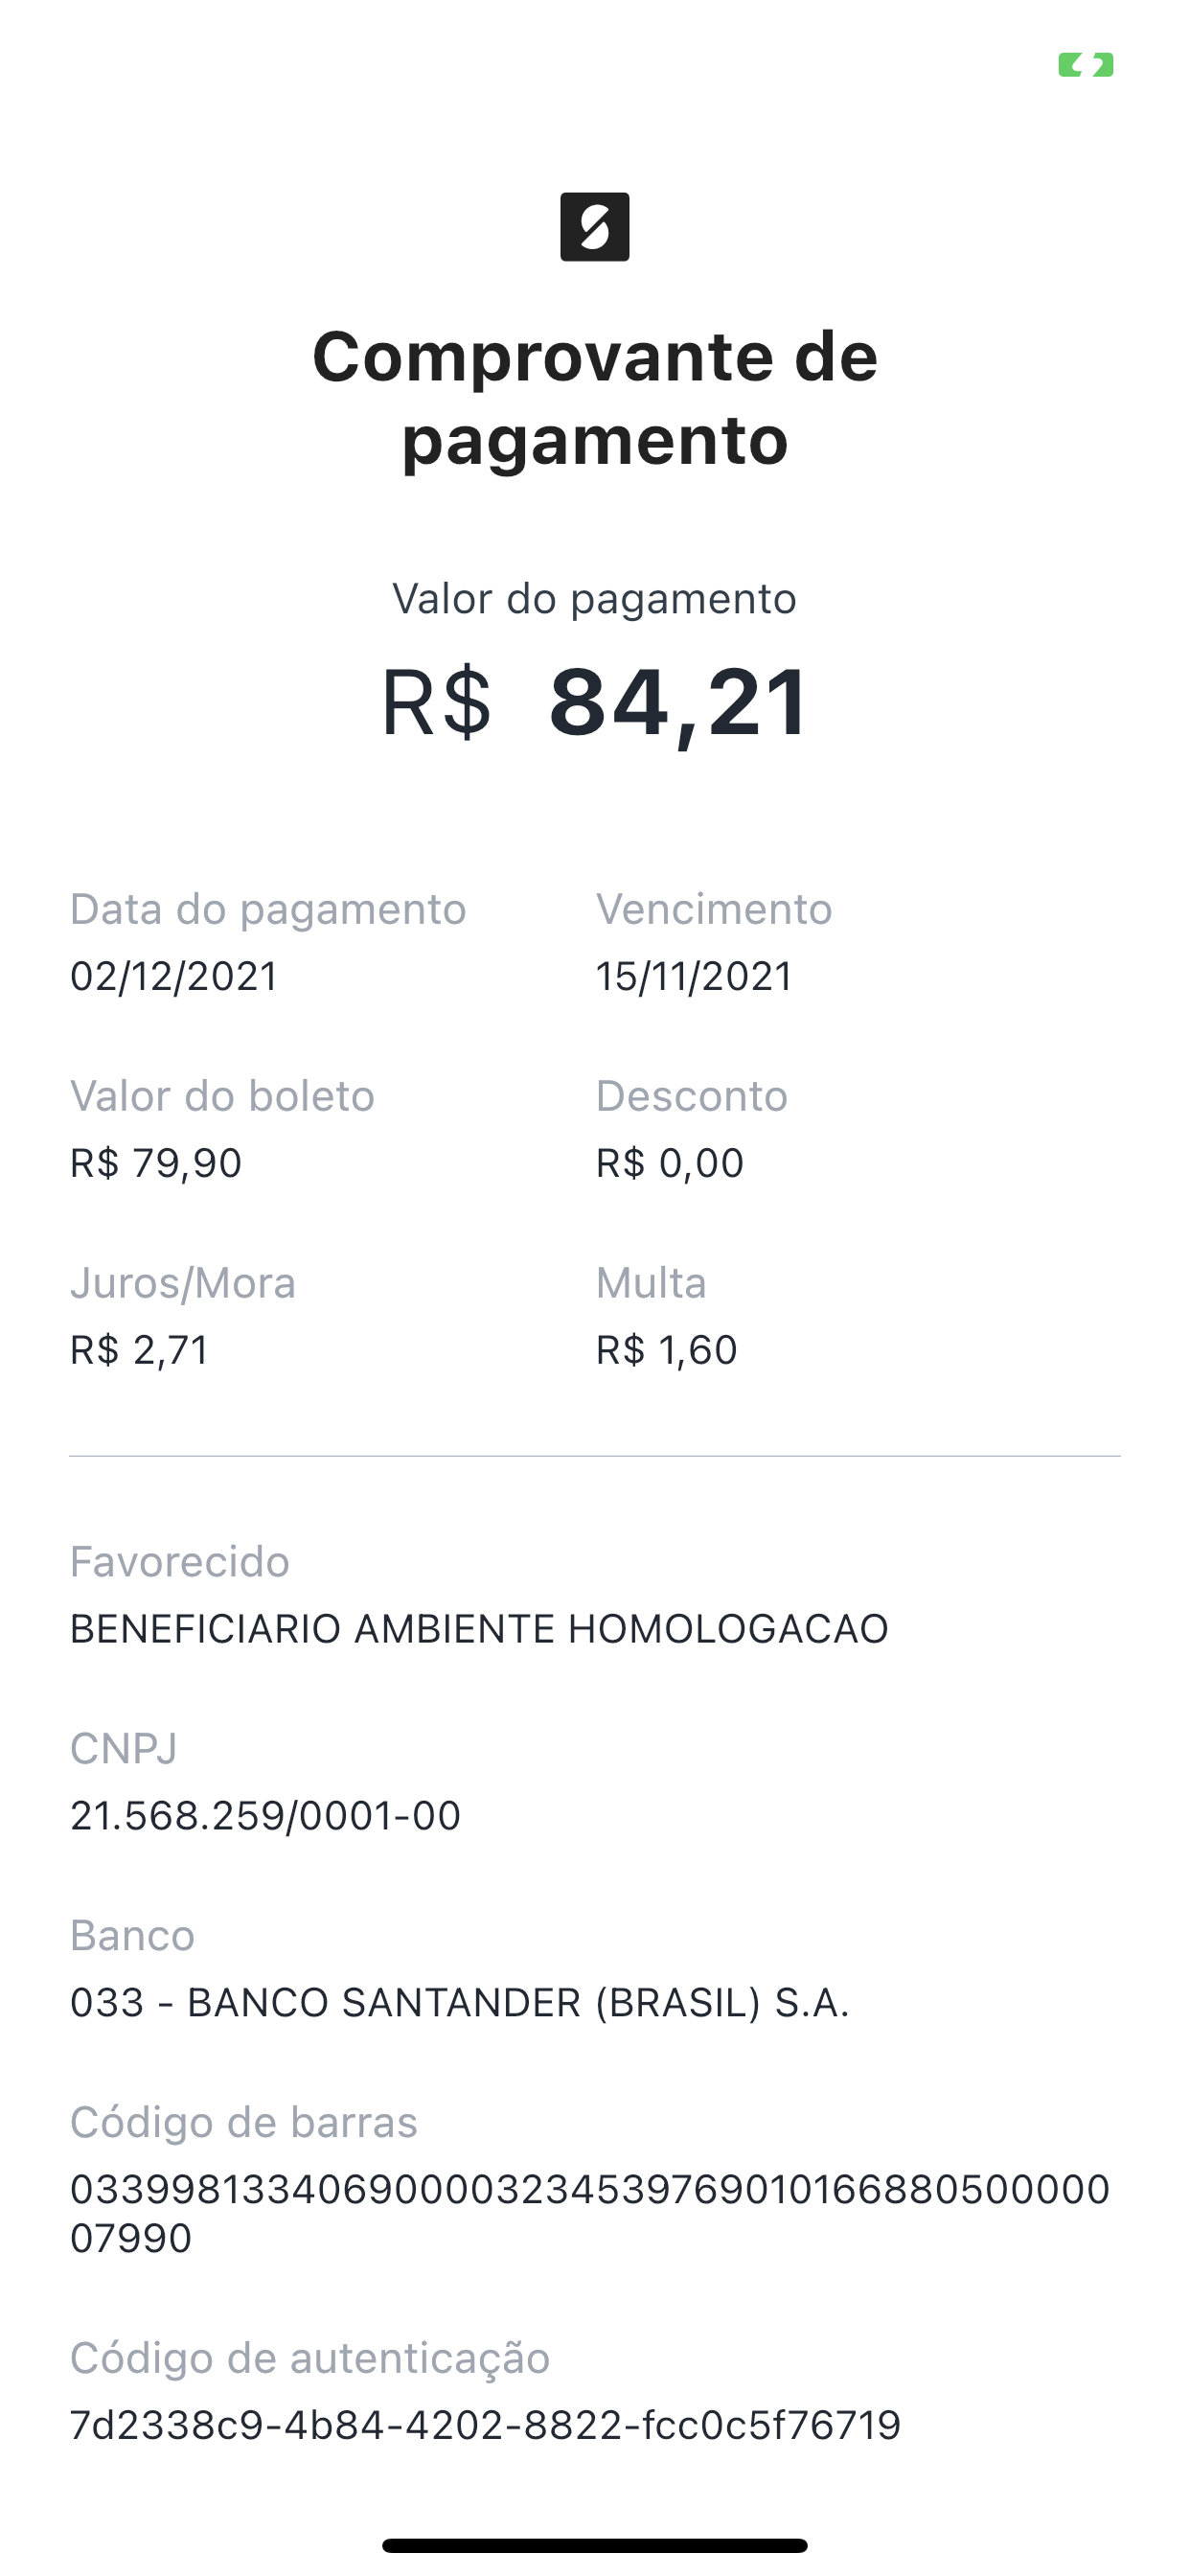 Comprovante de
pagamento
Valor do pagamento
R$ 84,21
Data do pagamento
Vencimento
02/12/2021
15/11/2021
Valor do boleto
Desconto
R$ 79,90
R$ 0,00
Juros/Mora
Multa
R$ 2,71
R$ 1,60
Favorecido
BENEFICIARIO AMBIENTE HOMOLOGACAO
CNPJ
21.568.259/0001-00
Banco
033 - BANCO SANTANDER (BRASIL) S.A.
Código de barras
033998133406900003234539769010166880500000
07990
Código de autenticação
7d2338c9-4b84-4202-8822-fcc0c5f76719